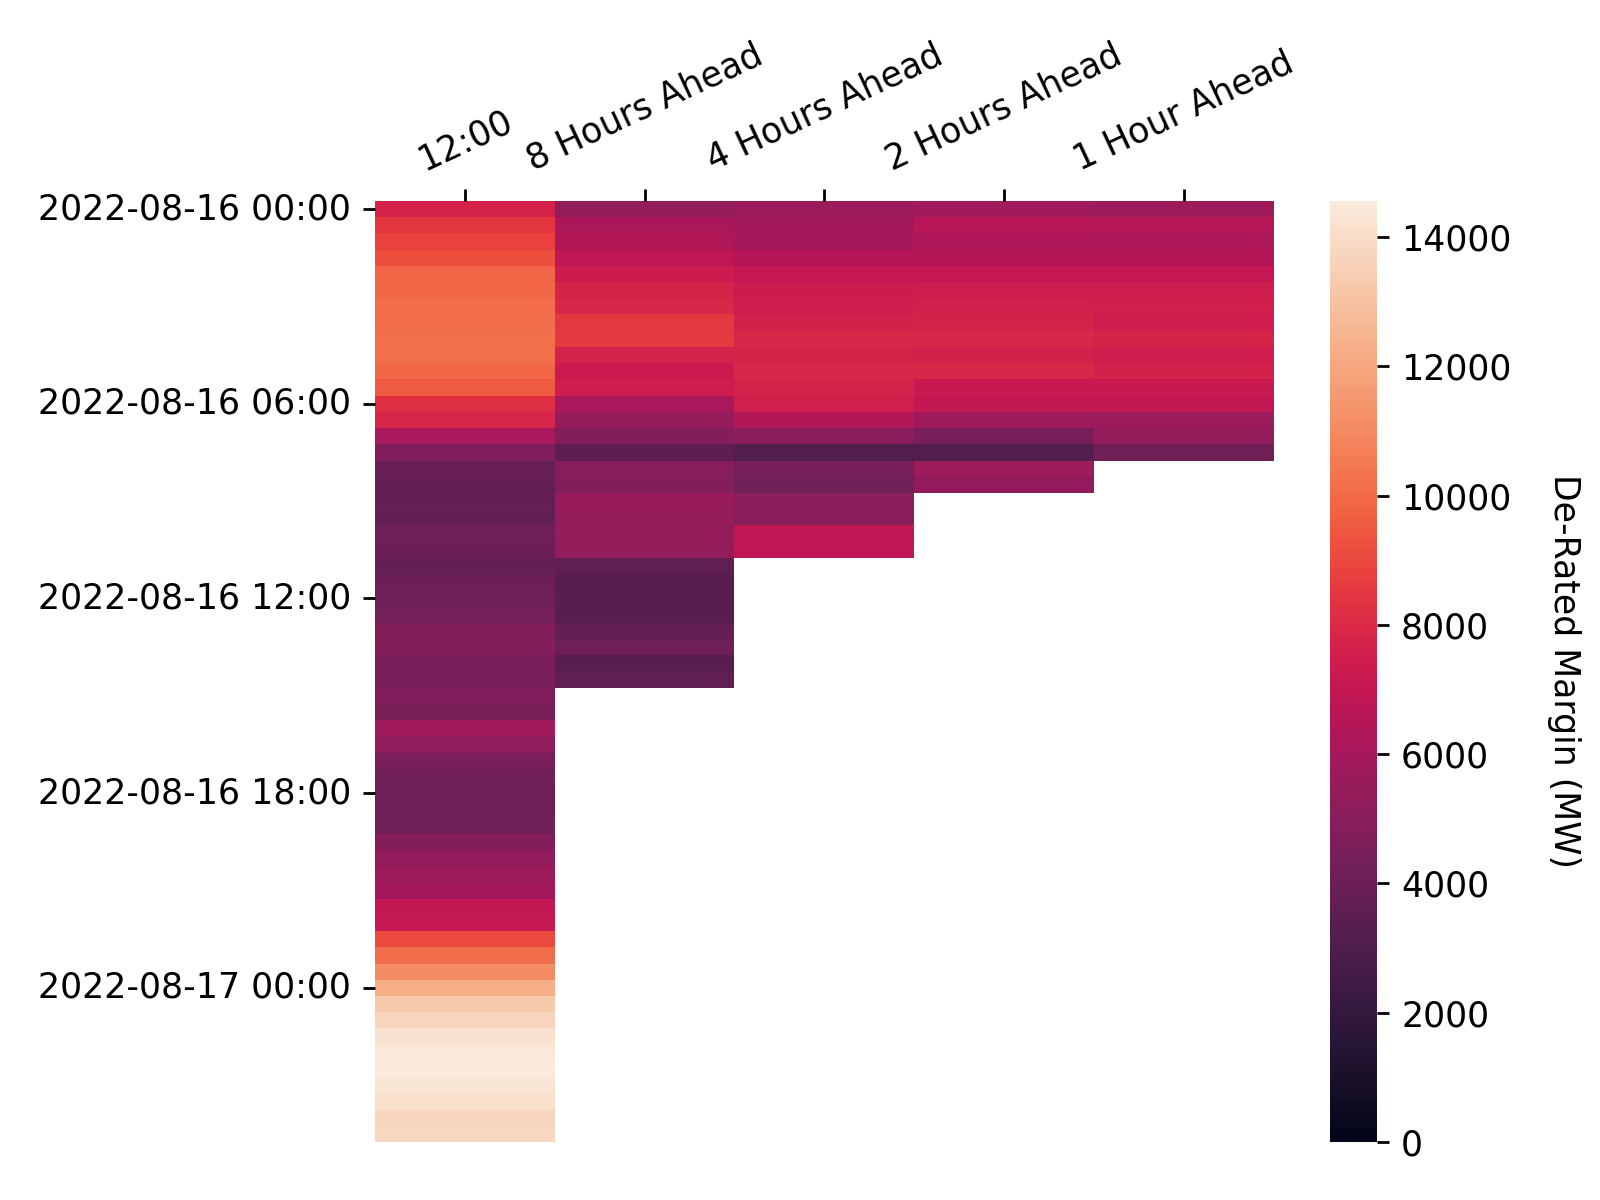 12:00
8 Hours Ahead
4 Hours Ahead
2 Hours Ahead
1 Hour Ahead
2022-08-16 00:00
2022-08-16 06:00
2022-08-16 12:00
2022-08-16 18:00
2022-08-17 00:00
14000
12000
10000
8000
6000
4000
2000
0
De-Rated Margin (MW)